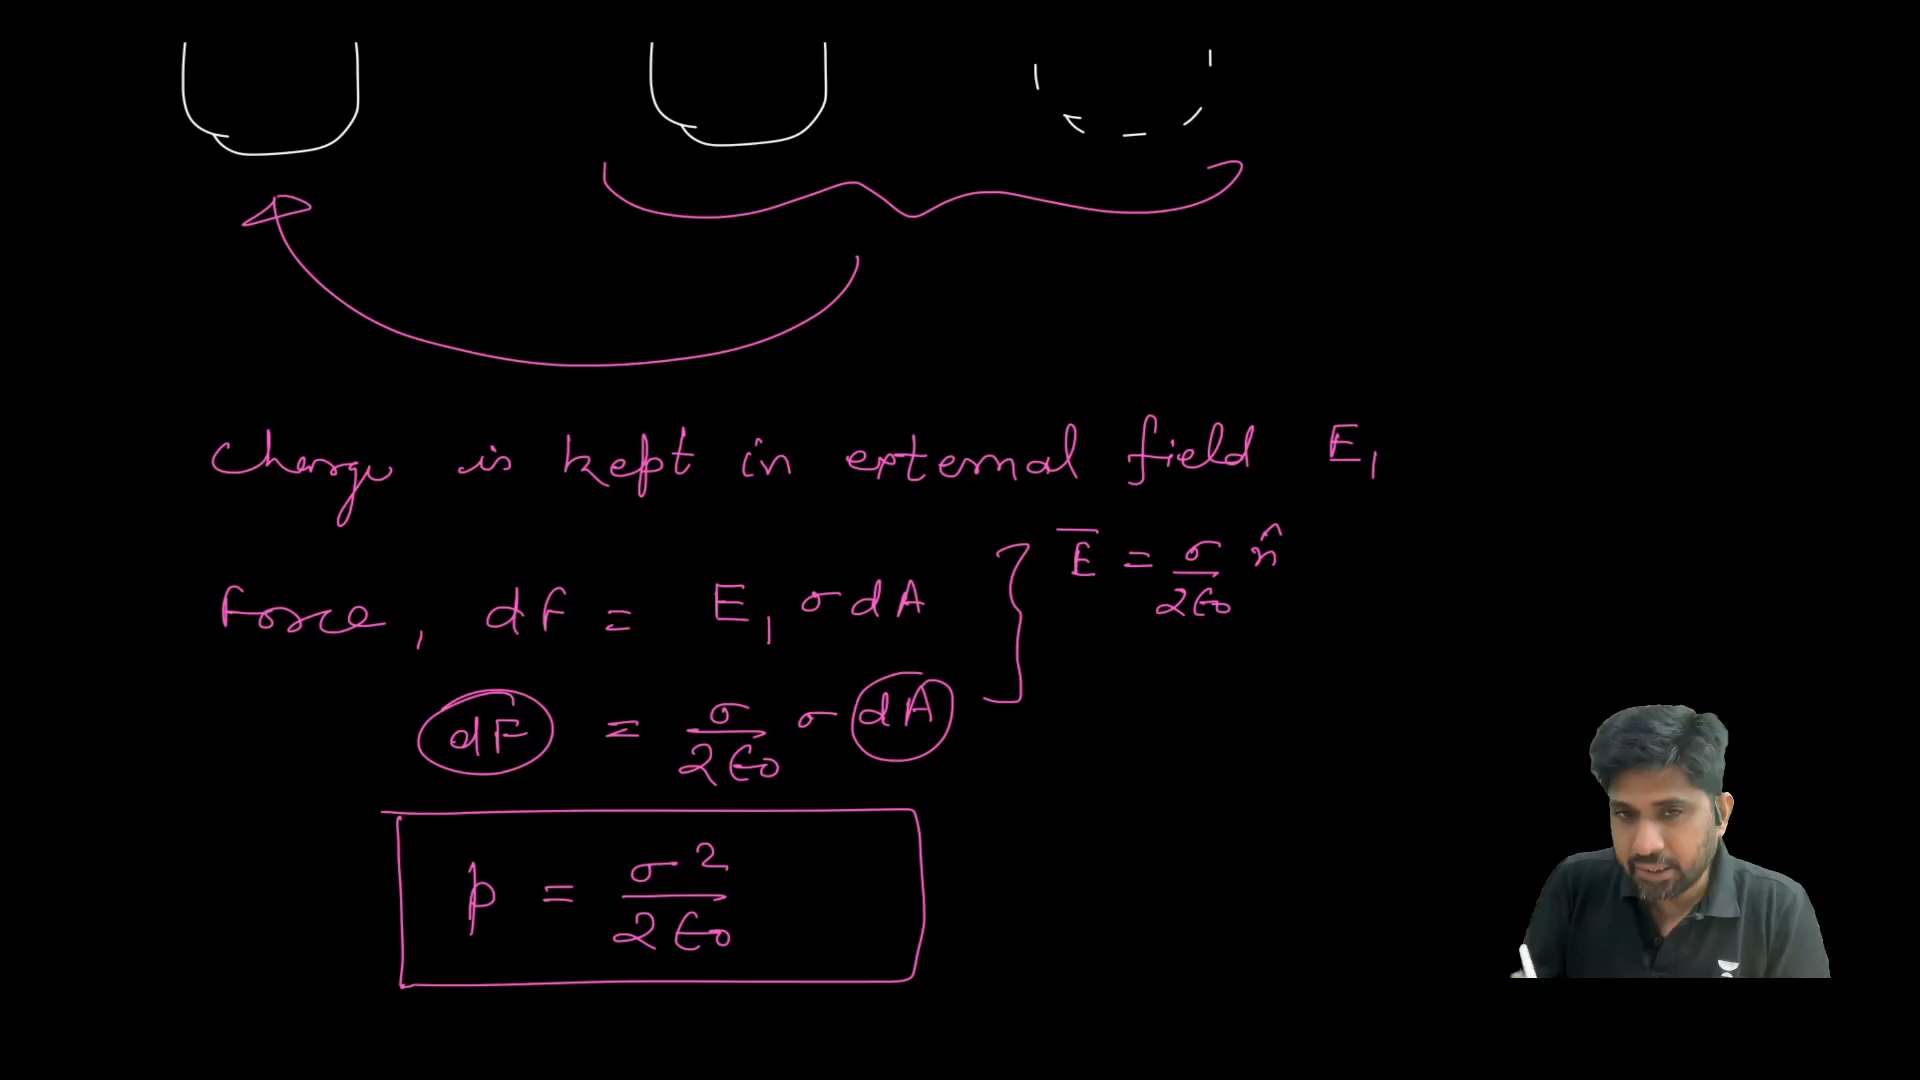 Charge is kept in external field E₁
Force, dF = E₁ σ dA
E̅ = σ/2ϵ₀ n̂
dF = σ/2ϵ₀ σ dA
p = σ²/2ϵ₀